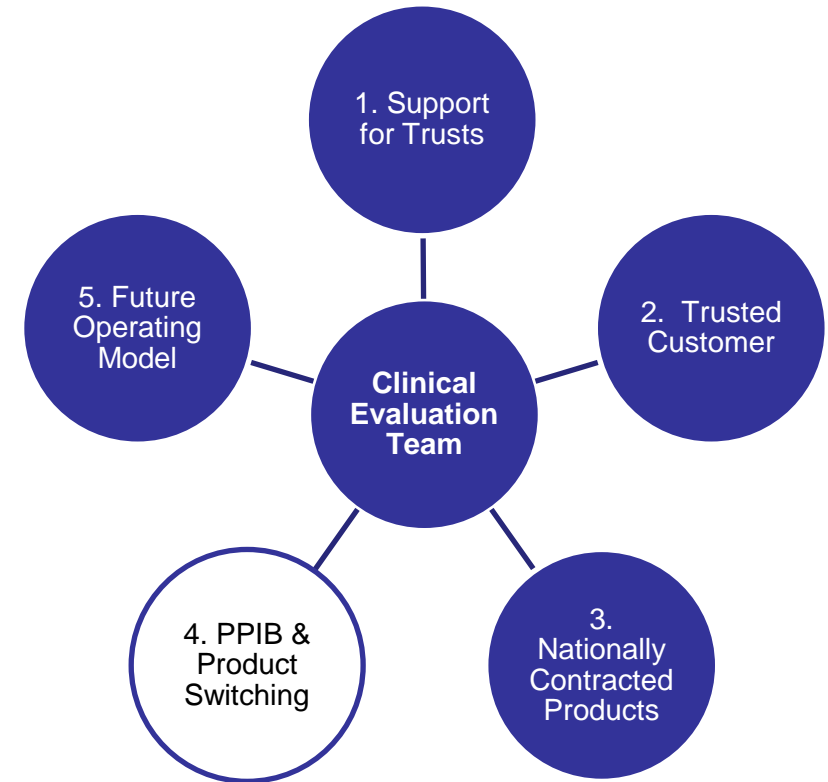 1. Support
for Trusts
2. Trusted
Customer
3.
Nationally
Contracted
Products
4. PPIB &
Product
Switching
5. Future
Operating
Model
Clinical
Evaluation
Team